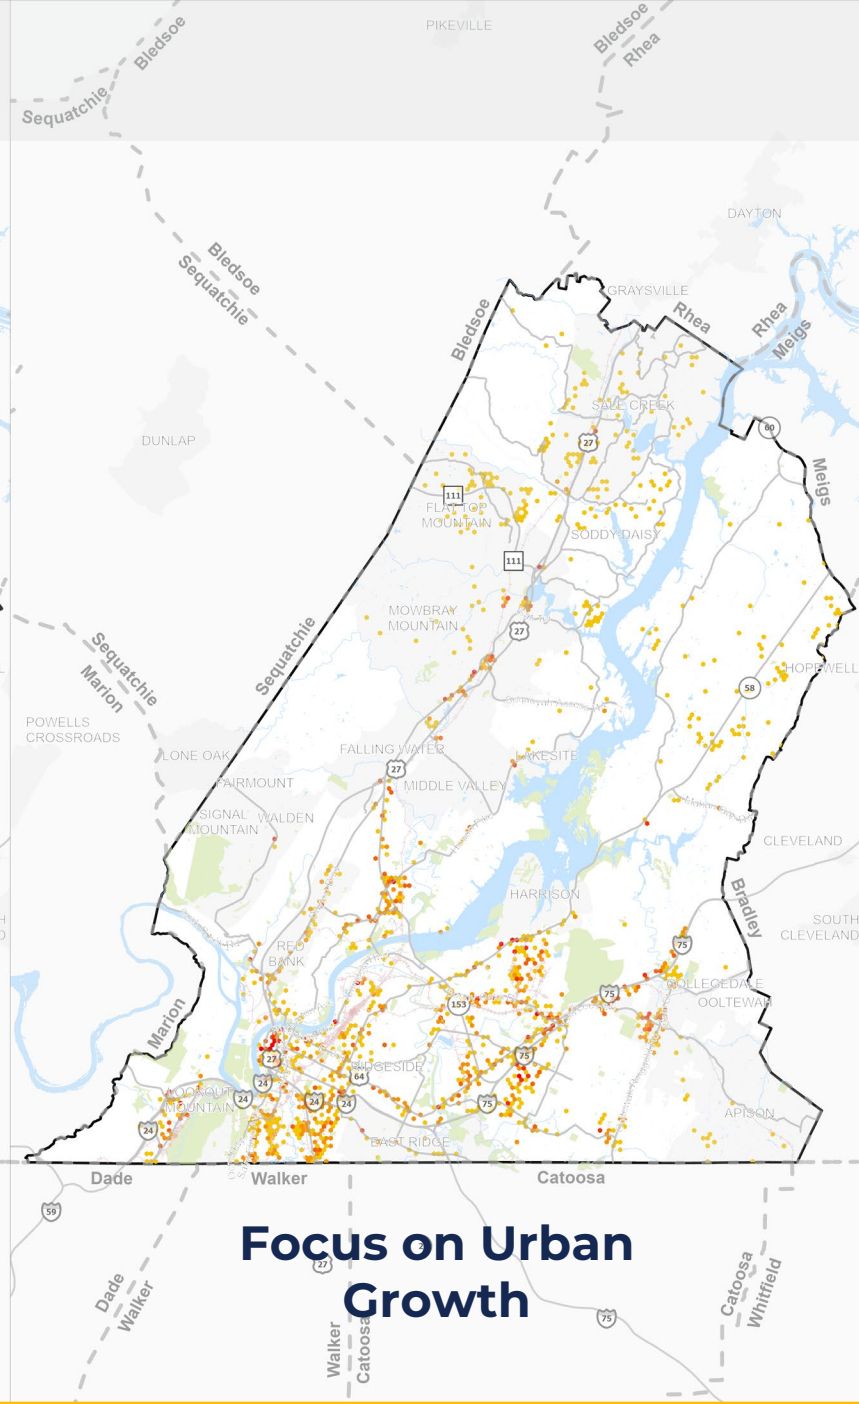 PIKEVILLE
Bledsoe
Bledsoe
Rhea
Sequatchie
DAYTON
Bledsoe
Sequatchie
GRAYSVILLE
Bledsoe
Rhea
Rhea
Meigs
SALE CREEK
60
27
DUNLAP
Meigs
111
FLAT TOP
MOUNTAIN
SODDY-DAISY
111
MOWBRAY
MOUNTAIN
27
Sequatchie
Sequatchie
Marion
HOPEWELL
58
POWELLS
CROSSROADS
FALLING WATER
LONE OAK
LAKESITE
27
FAIRMOUNT
MIDDLE VALLEY
SIGNAL
MOUNTAIN
WALDEN
CLEVELAND
HARRISON
Bradley
SOUTH
CLEVELAND
RED
BANK
75
COLLEGEDALE
75
OOLTEWAH
153
Marion
27
75
RIDGESIDE
64
24
LOOKOUT
MOUNTAIN
24
24
24
75
APISON
24
EAST RIDGE
Dade
Walker
Catoosa
59
Focus on Urban
Growth
27
Dade
Walker
Walker
Catoosa
75
Catoosa
Whitfield